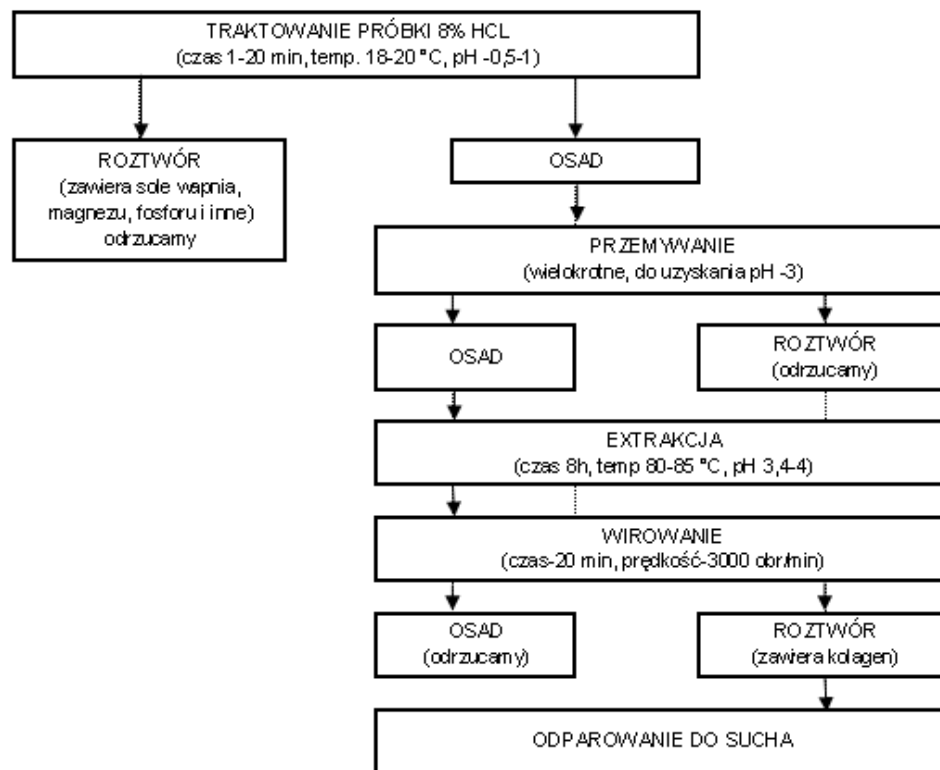 TRAKTOWANIE PRÓBKI 8% HCL
(czas 1-20 min, temp. 18-20 °C, pH -0,5-1)
ROZTWÓR
(zawiera sole wapnia,
magnezu, fosforu i inne)
odrzucamy
OSAD
PRZEMYWANIE
(wielokrotne, do uzyskania pH -3)
OSAD
ROZTWÓR
(odrzucamy)
EXTRAKCJA
(czas 8h, temp 80-85 °C, pH 3,4-4)
WIROWANIE
(czas-20 min, prędkość-3000 obr/min)
OSAD
(odrzucamy)
ROZTWÓR
(zawiera kolagen)
ODPAROWANIE DO SUCHA